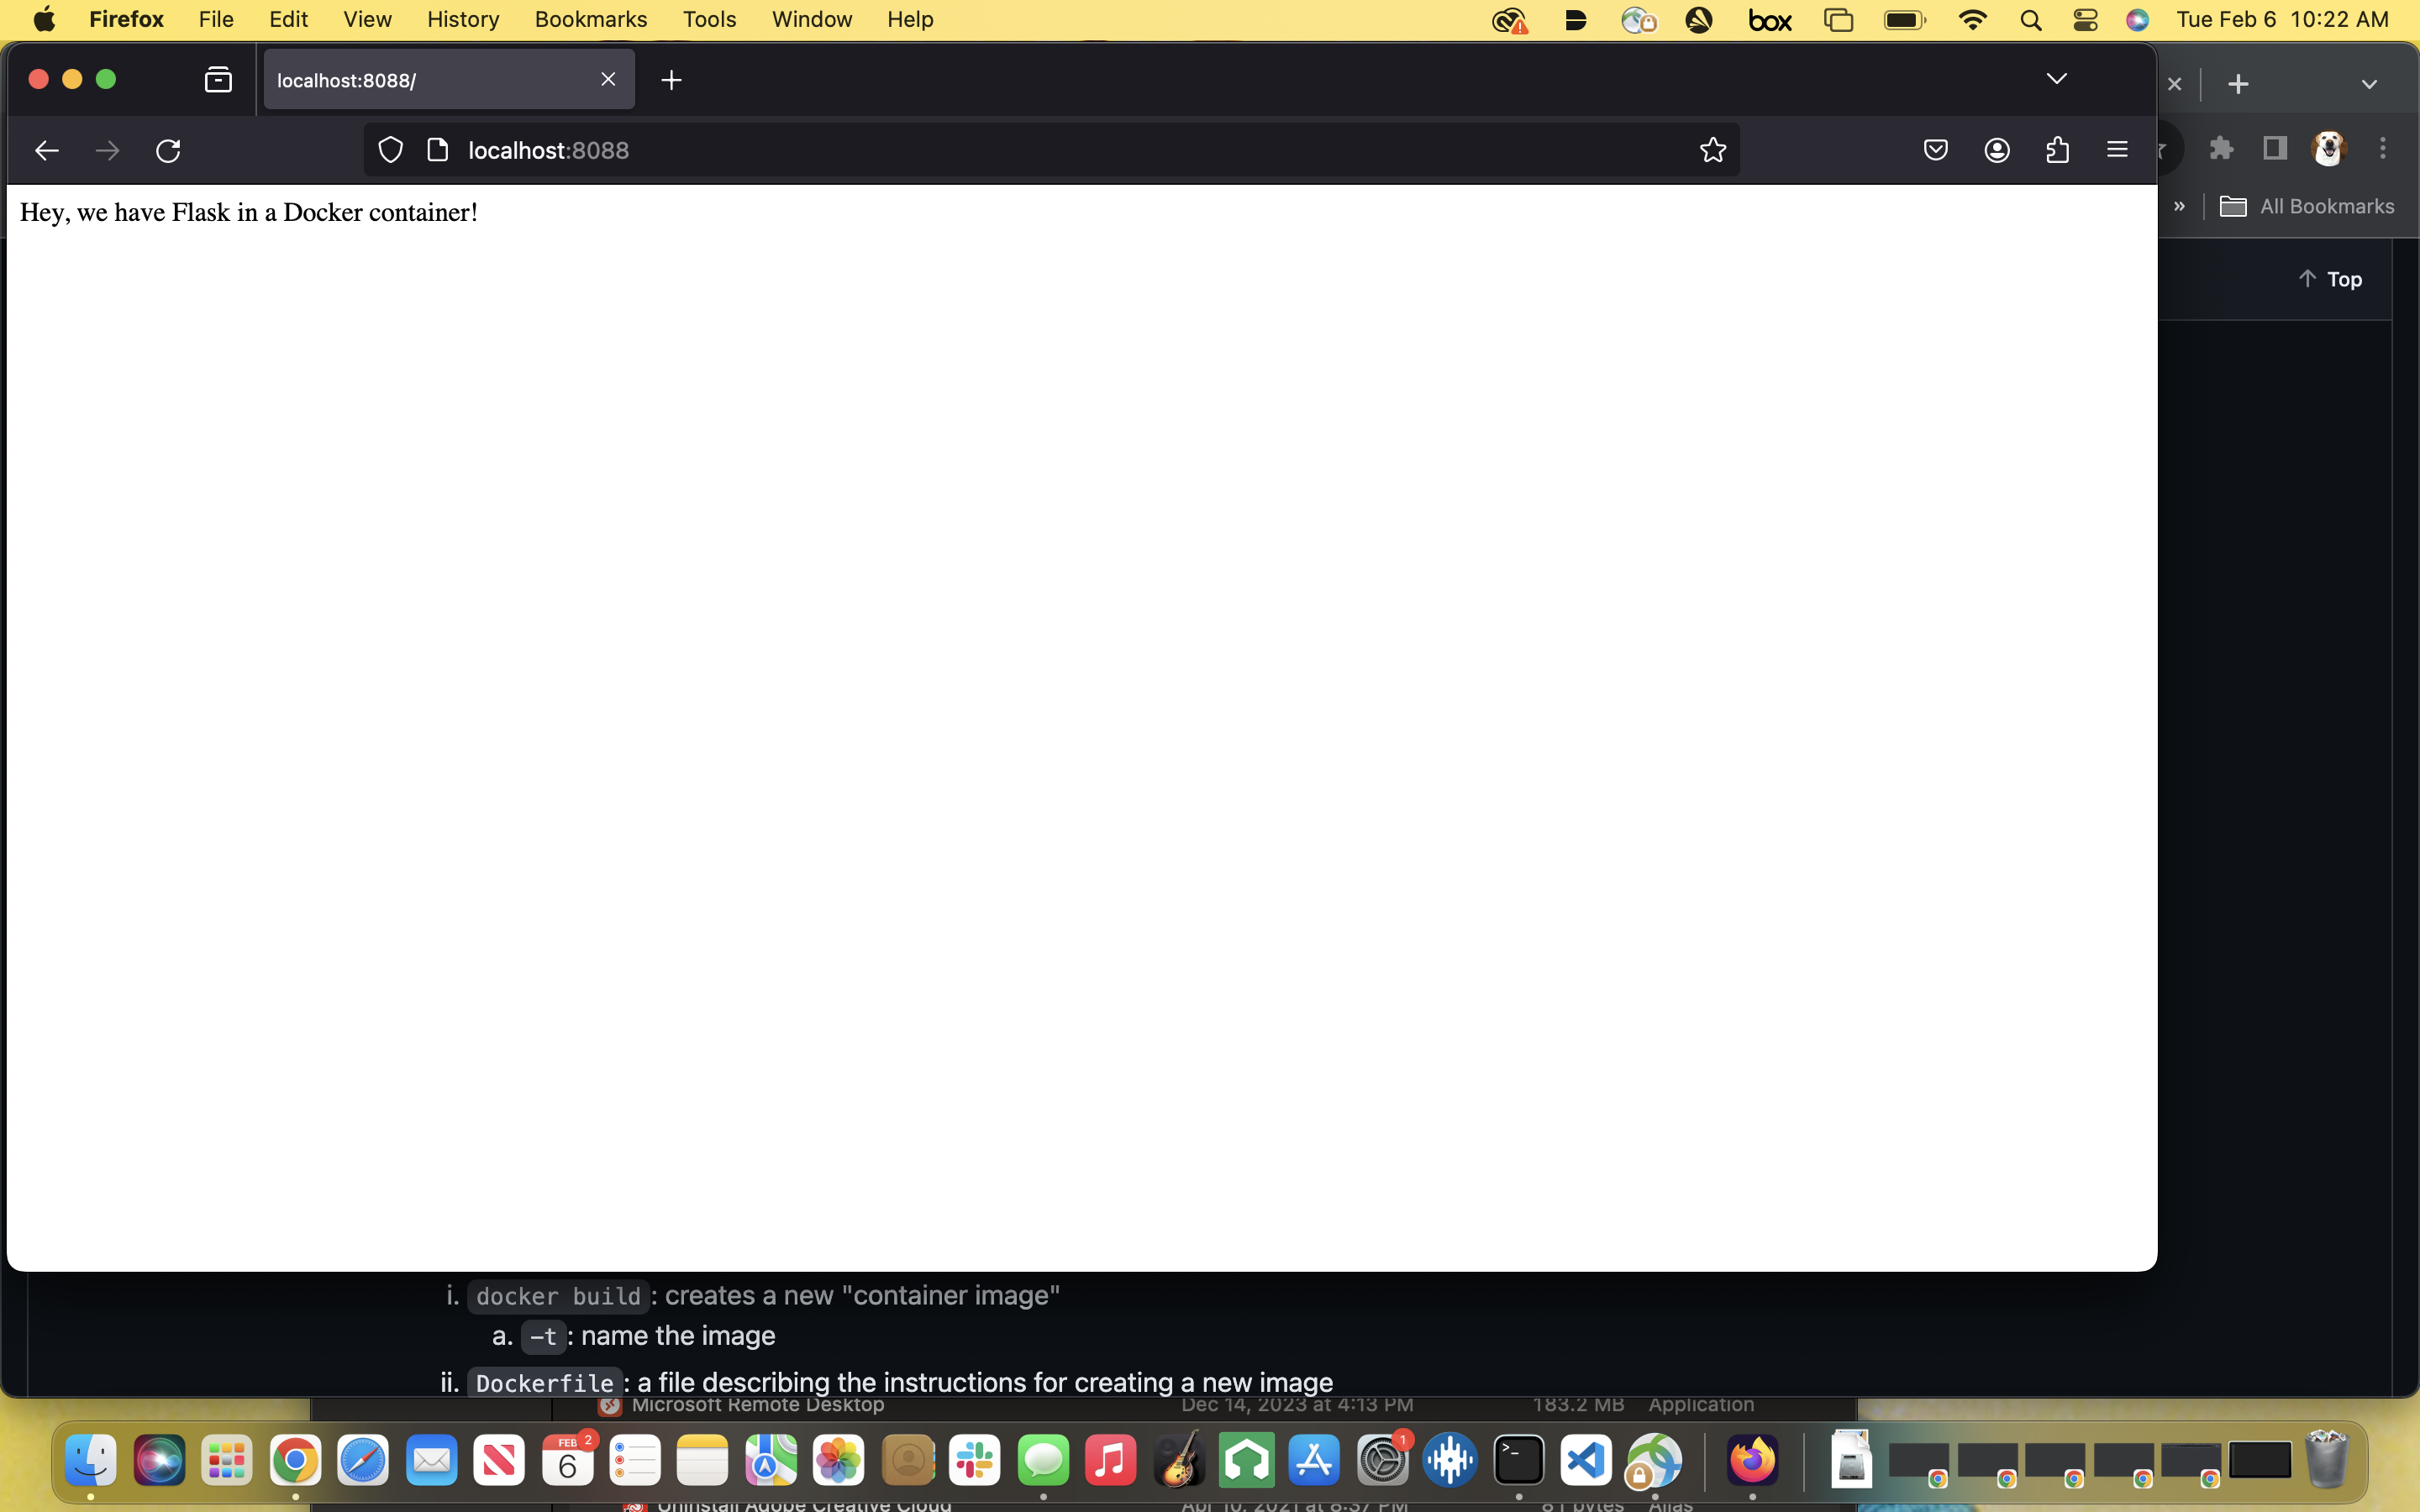 Firefox File Edit View History Bookmarks Tools Window Help box Tue Feb 6 10:22 AM
localhost:8088/
localhost:8088
» All Bookmarks
Hey, we have Flask in a Docker container!
↑ Top
i. docker build : creates a new "container image"
a. -t : name the image
ii. Dockerfile : a file describing the instructions for creating a new image
Microsoft Remote Desktop Dec 14, 2023 at 4:13 PM 183.2 MB Application
FEB 2
6
1
Uninstall Adobe Creative Cloud Apr 10, 2021 at 8:37 PM 81 bytes Alias